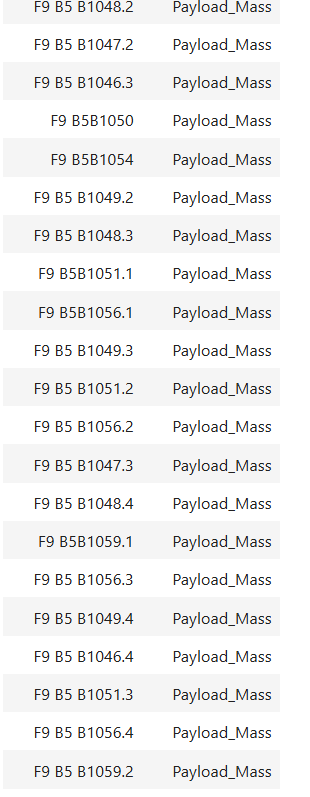 F9 B5 B1048.2 Payload_Mass
F9 B5 B1047.2 Payload_Mass
F9 B5 B1046.3 Payload_Mass
F9 B5B1050 Payload_Mass
F9 B5B1054 Payload_Mass
F9 B5 B1049.2 Payload_Mass
F9 B5 B1048.3 Payload_Mass
F9 B5B1051.1 Payload_Mass
F9 B5B1056.1 Payload_Mass
F9 B5 B1049.3 Payload_Mass
F9 B5 B1051.2 Payload_Mass
F9 B5 B1056.2 Payload_Mass
F9 B5 B1047.3 Payload_Mass
F9 B5 B1048.4 Payload_Mass
F9 B5B1059.1 Payload_Mass
F9 B5 B1056.3 Payload_Mass
F9 B5 B1049.4 Payload_Mass
F9 B5 B1046.4 Payload_Mass
F9 B5 B1051.3 Payload_Mass
F9 B5 B1056.4 Payload_Mass
F9 B5 B1059.2 Payload_Mass